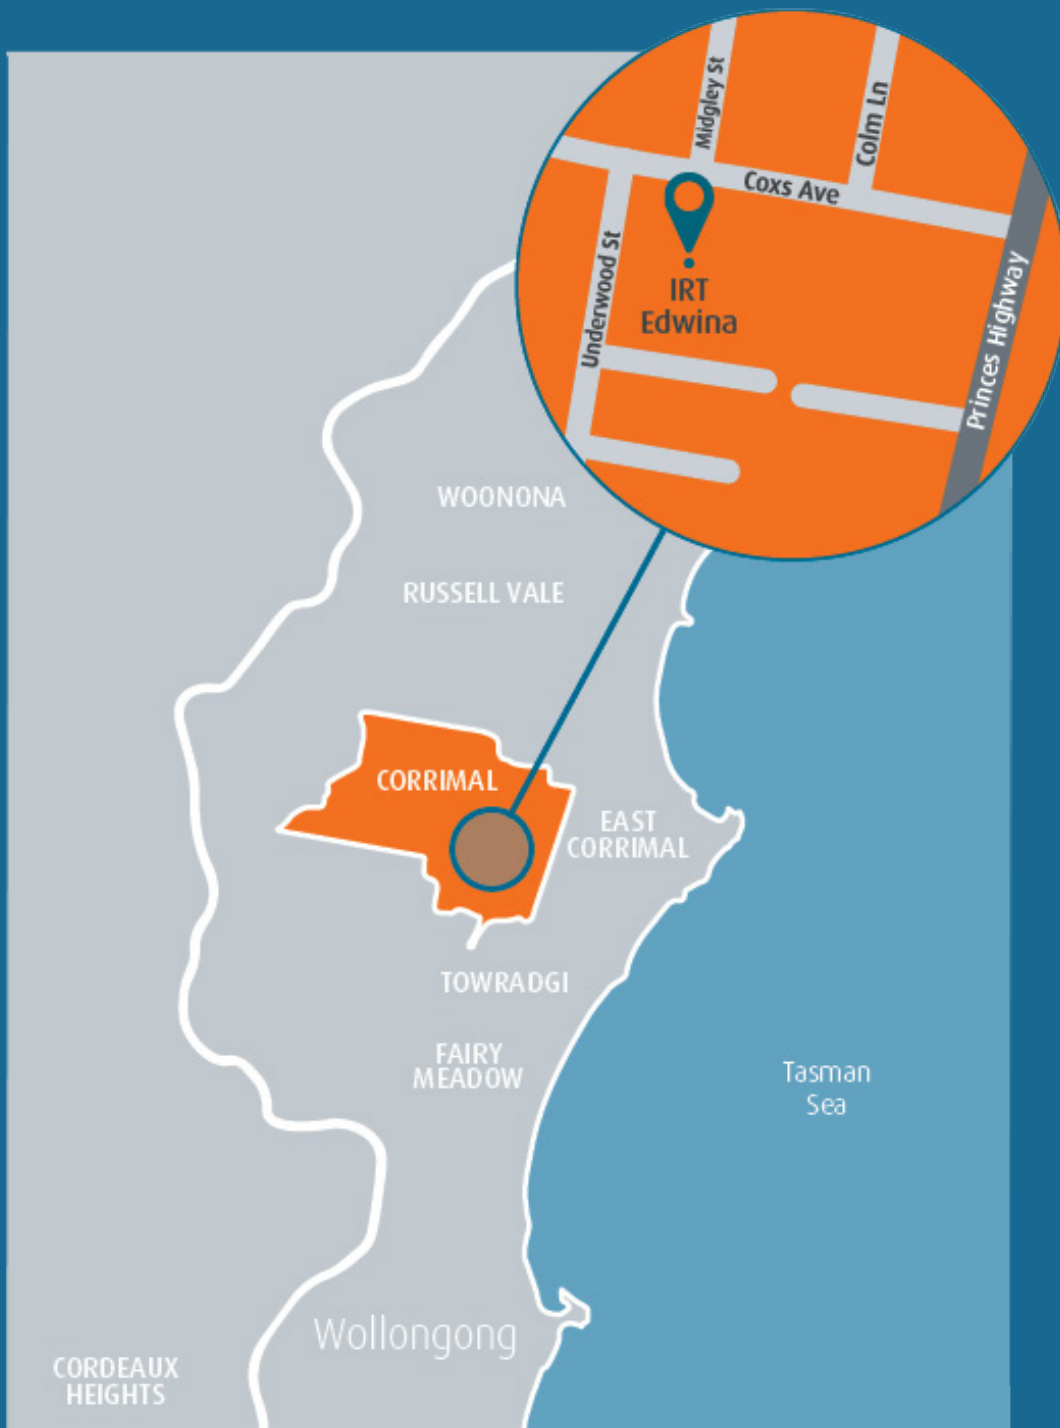 Midgley St
Colm Ln
Coxs Ave
Underwood St
IRT
Edwina
Princes Highway
WOONONA
RUSSELL VALE
CORRIMAL
EAST
CORRIMAL
TOWRADGI
FAIRY
MEADOW
Tasman
Sea
Wollongong
CORDEAUX
HEIGHTS